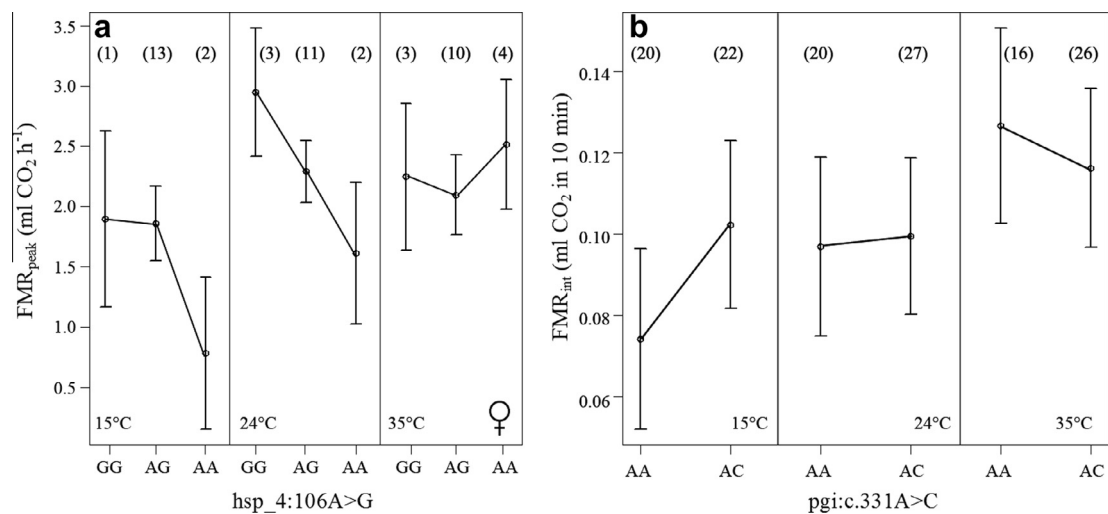 a
FMRpeak (ml CO2 h-1)
3.5
3.0
2.5
2.0
1.5
1.0
0.5
(1) (13) (2) (3) (11) (2) (3) (10) (4)
15°C 24°C 35°C ♀
GG AG AA GG AG AA GG AG AA
hsp_4:106A>G
b
FMRint (ml CO2 in 10 min)
0.14
0.12
0.10
0.08
0.06
(20) (22) (20) (27) (16) (26)
15°C 24°C 35°C
AA AC AA AC AA AC
pgi:c.331A>C